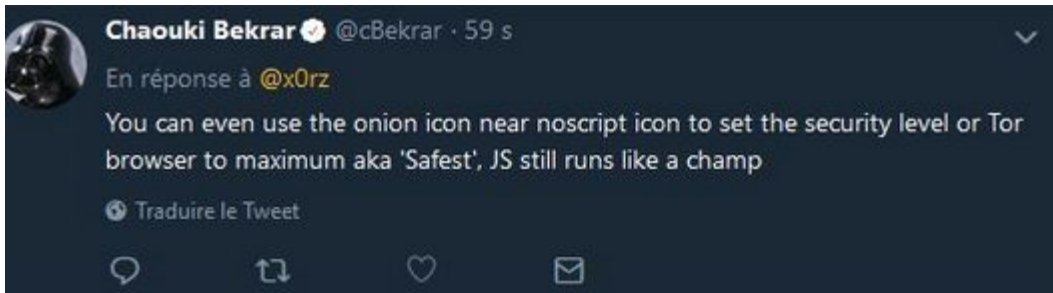 Chaouki Bekrar @cBekrar · 59 s
En réponse à @x0rz
You can even use the onion icon near noscript icon to set the security level or Tor
browser to maximum aka 'Safest', JS still runs like a champ
Traduire le Tweet